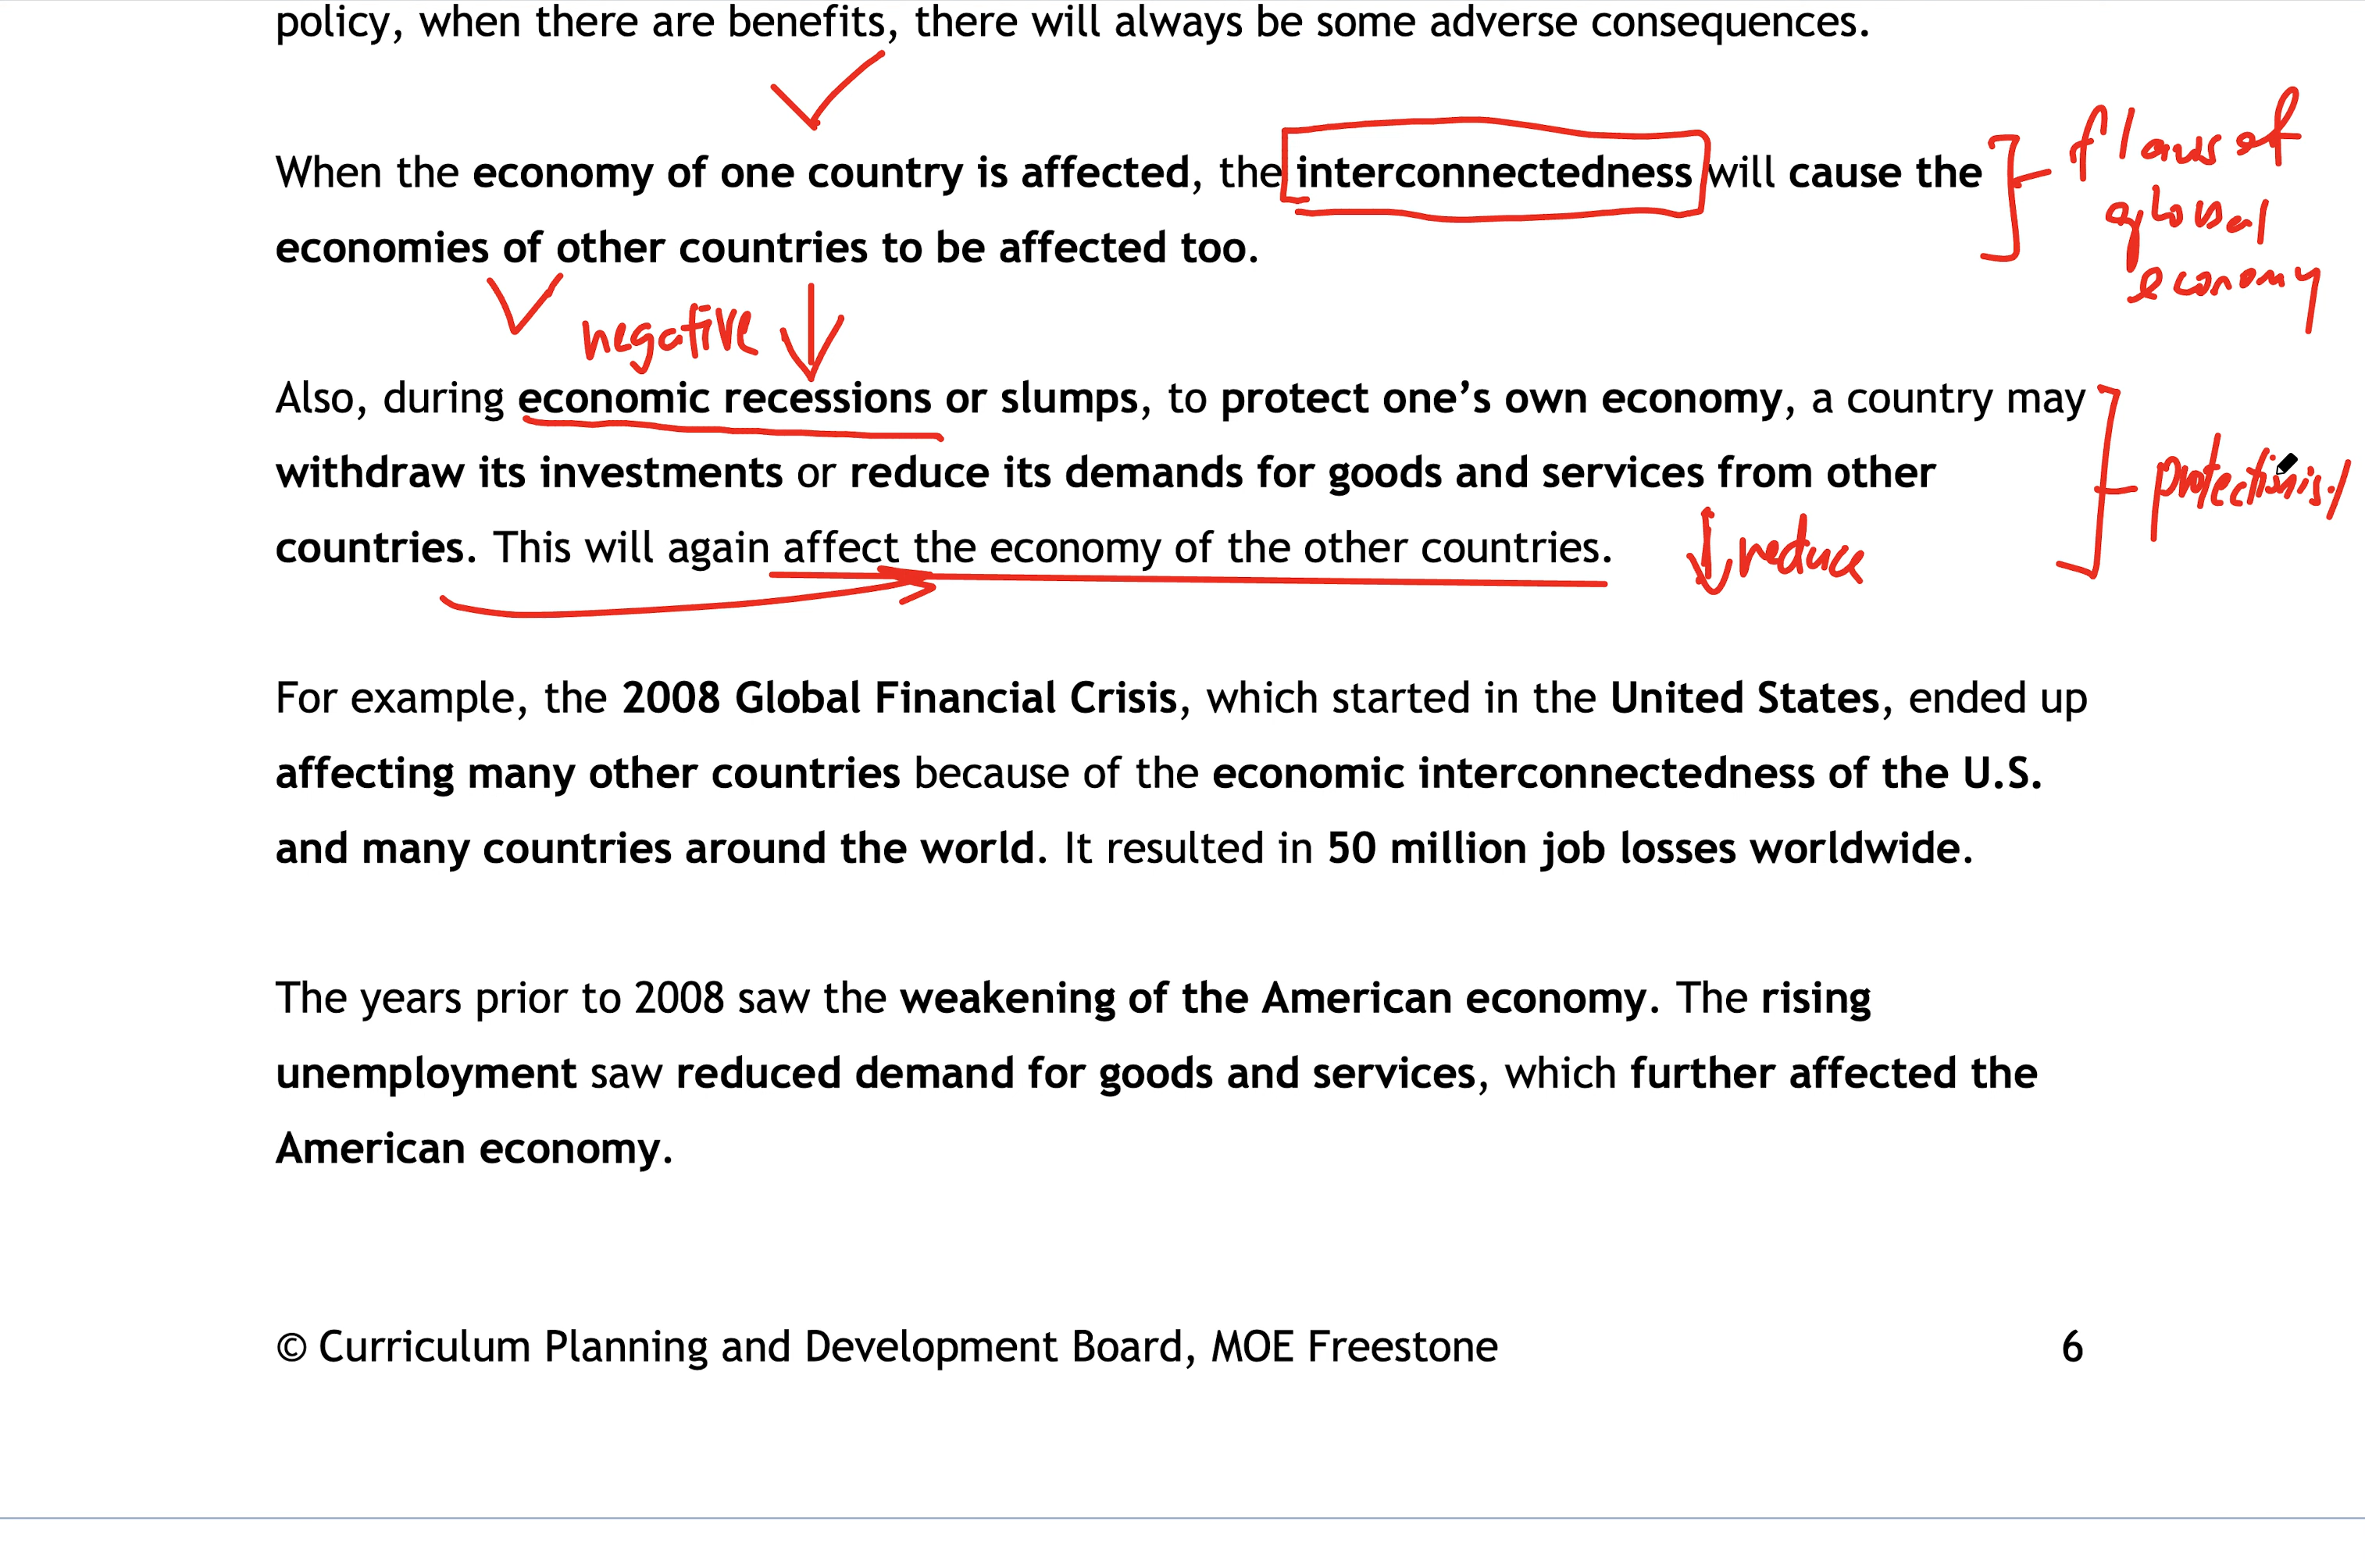 policy, when there are benefits, there will always be some adverse consequences.
When the economy of one country is affected, the interconnectedness will cause the
economies of other countries to be affected too.
flaws of
global
economy
negative
Also, during economic recessions or slumps, to protect one’s own economy, a country may
withdraw its investments or reduce its demands for goods and services from other
countries. This will again affect the economy of the other countries.
reduce
For example, the 2008 Global Financial Crisis, which started in the United States, ended up
affecting many other countries because of the economic interconnectedness of the U.S.
and many countries around the world. It resulted in 50 million job losses worldwide.
The years prior to 2008 saw the weakening of the American economy. The rising
unemployment saw reduced demand for goods and services, which further affected the
American economy.
© Curriculum Planning and Development Board, MOE Freestone 6